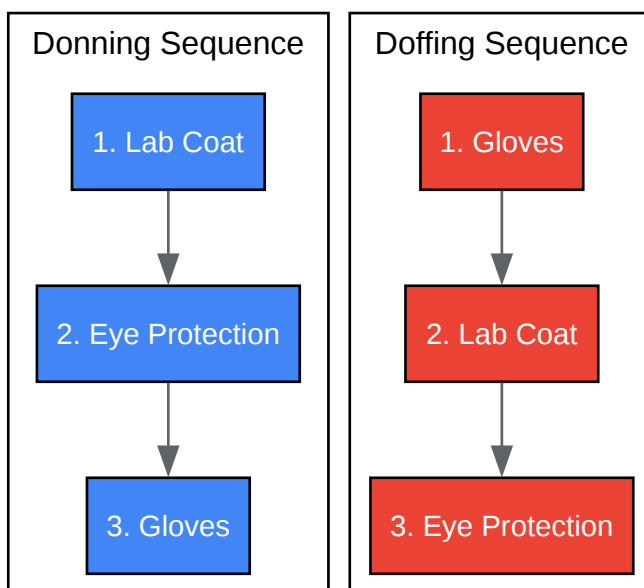 Donning Sequence
1. Lab Coat
2. Eye Protection
3. Gloves
Doffing Sequence
1. Gloves
2. Lab Coat
3. Eye Protection